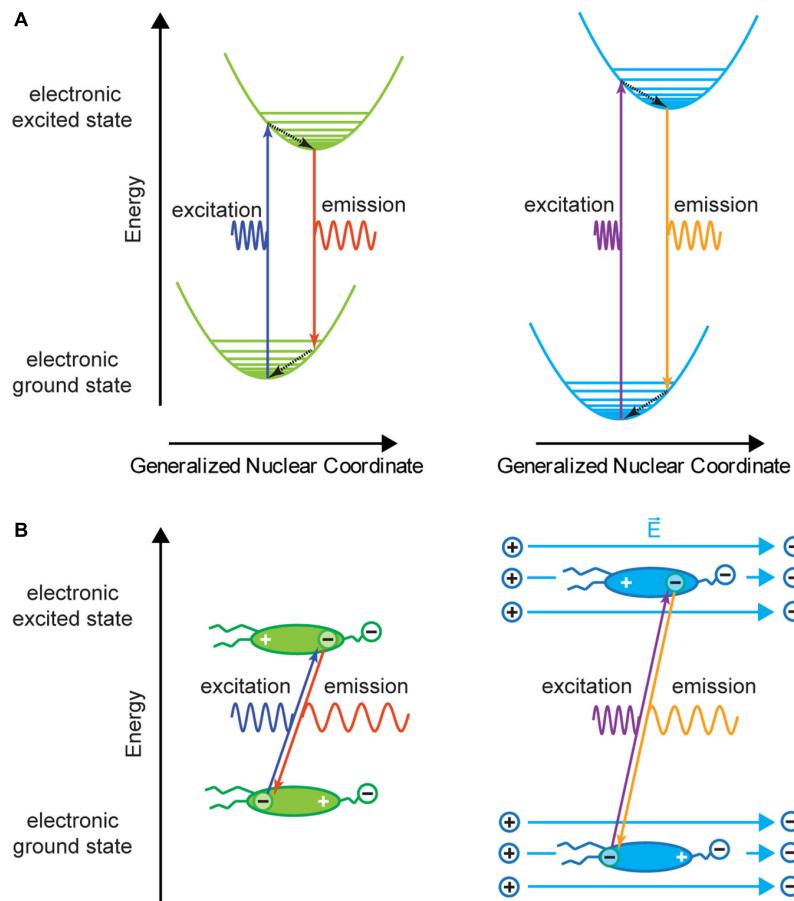 A
electronic
excited state
Energy
excitation
emission
excitation
emission
electronic
ground state
Generalized Nuclear Coordinate
Generalized Nuclear Coordinate
B
E⃗
+
−
electronic
excited state
+
−
−
+
−
−
+
−
+
−
Energy
excitation
emission
excitation
emission
electronic
ground state
−
+
−
+
−
+
−
+
−
−
+
−